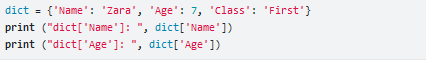 dict = {'Name': 'Zara', 'Age': 7, 'Class': 'First'}
print ("dict['Name']: ", dict['Name'])
print ("dict['Age']: ", dict['Age'])